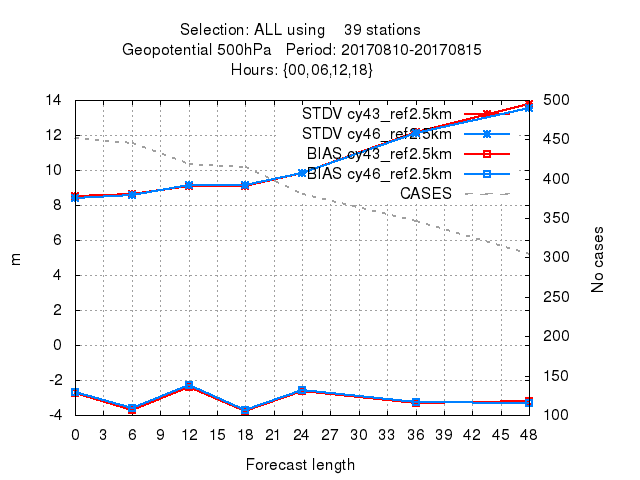 Selection: ALL using 39 stations
Geopotential 500hPa Period: 20170810-20170815
Hours: {00,06,12,18}
STDV cy43_ref2.5km
STDV cy46_ref2.5km
BIAS cy43_ref2.5km
BIAS cy46_ref2.5km
CASES
14
12
10
8
6
4
2
0
-2
-4
m
500
450
400
350
300
250
200
150
100
No cases
0 3 6 9 12 15 18 21 24 27 30 33 36 39 42 45 48
Forecast length